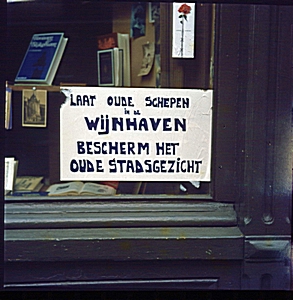 LAAT OUDE SCHEPEN
in de
WIJNHAVEN
BESCHERM HET
OUDE STADSGEZICHT